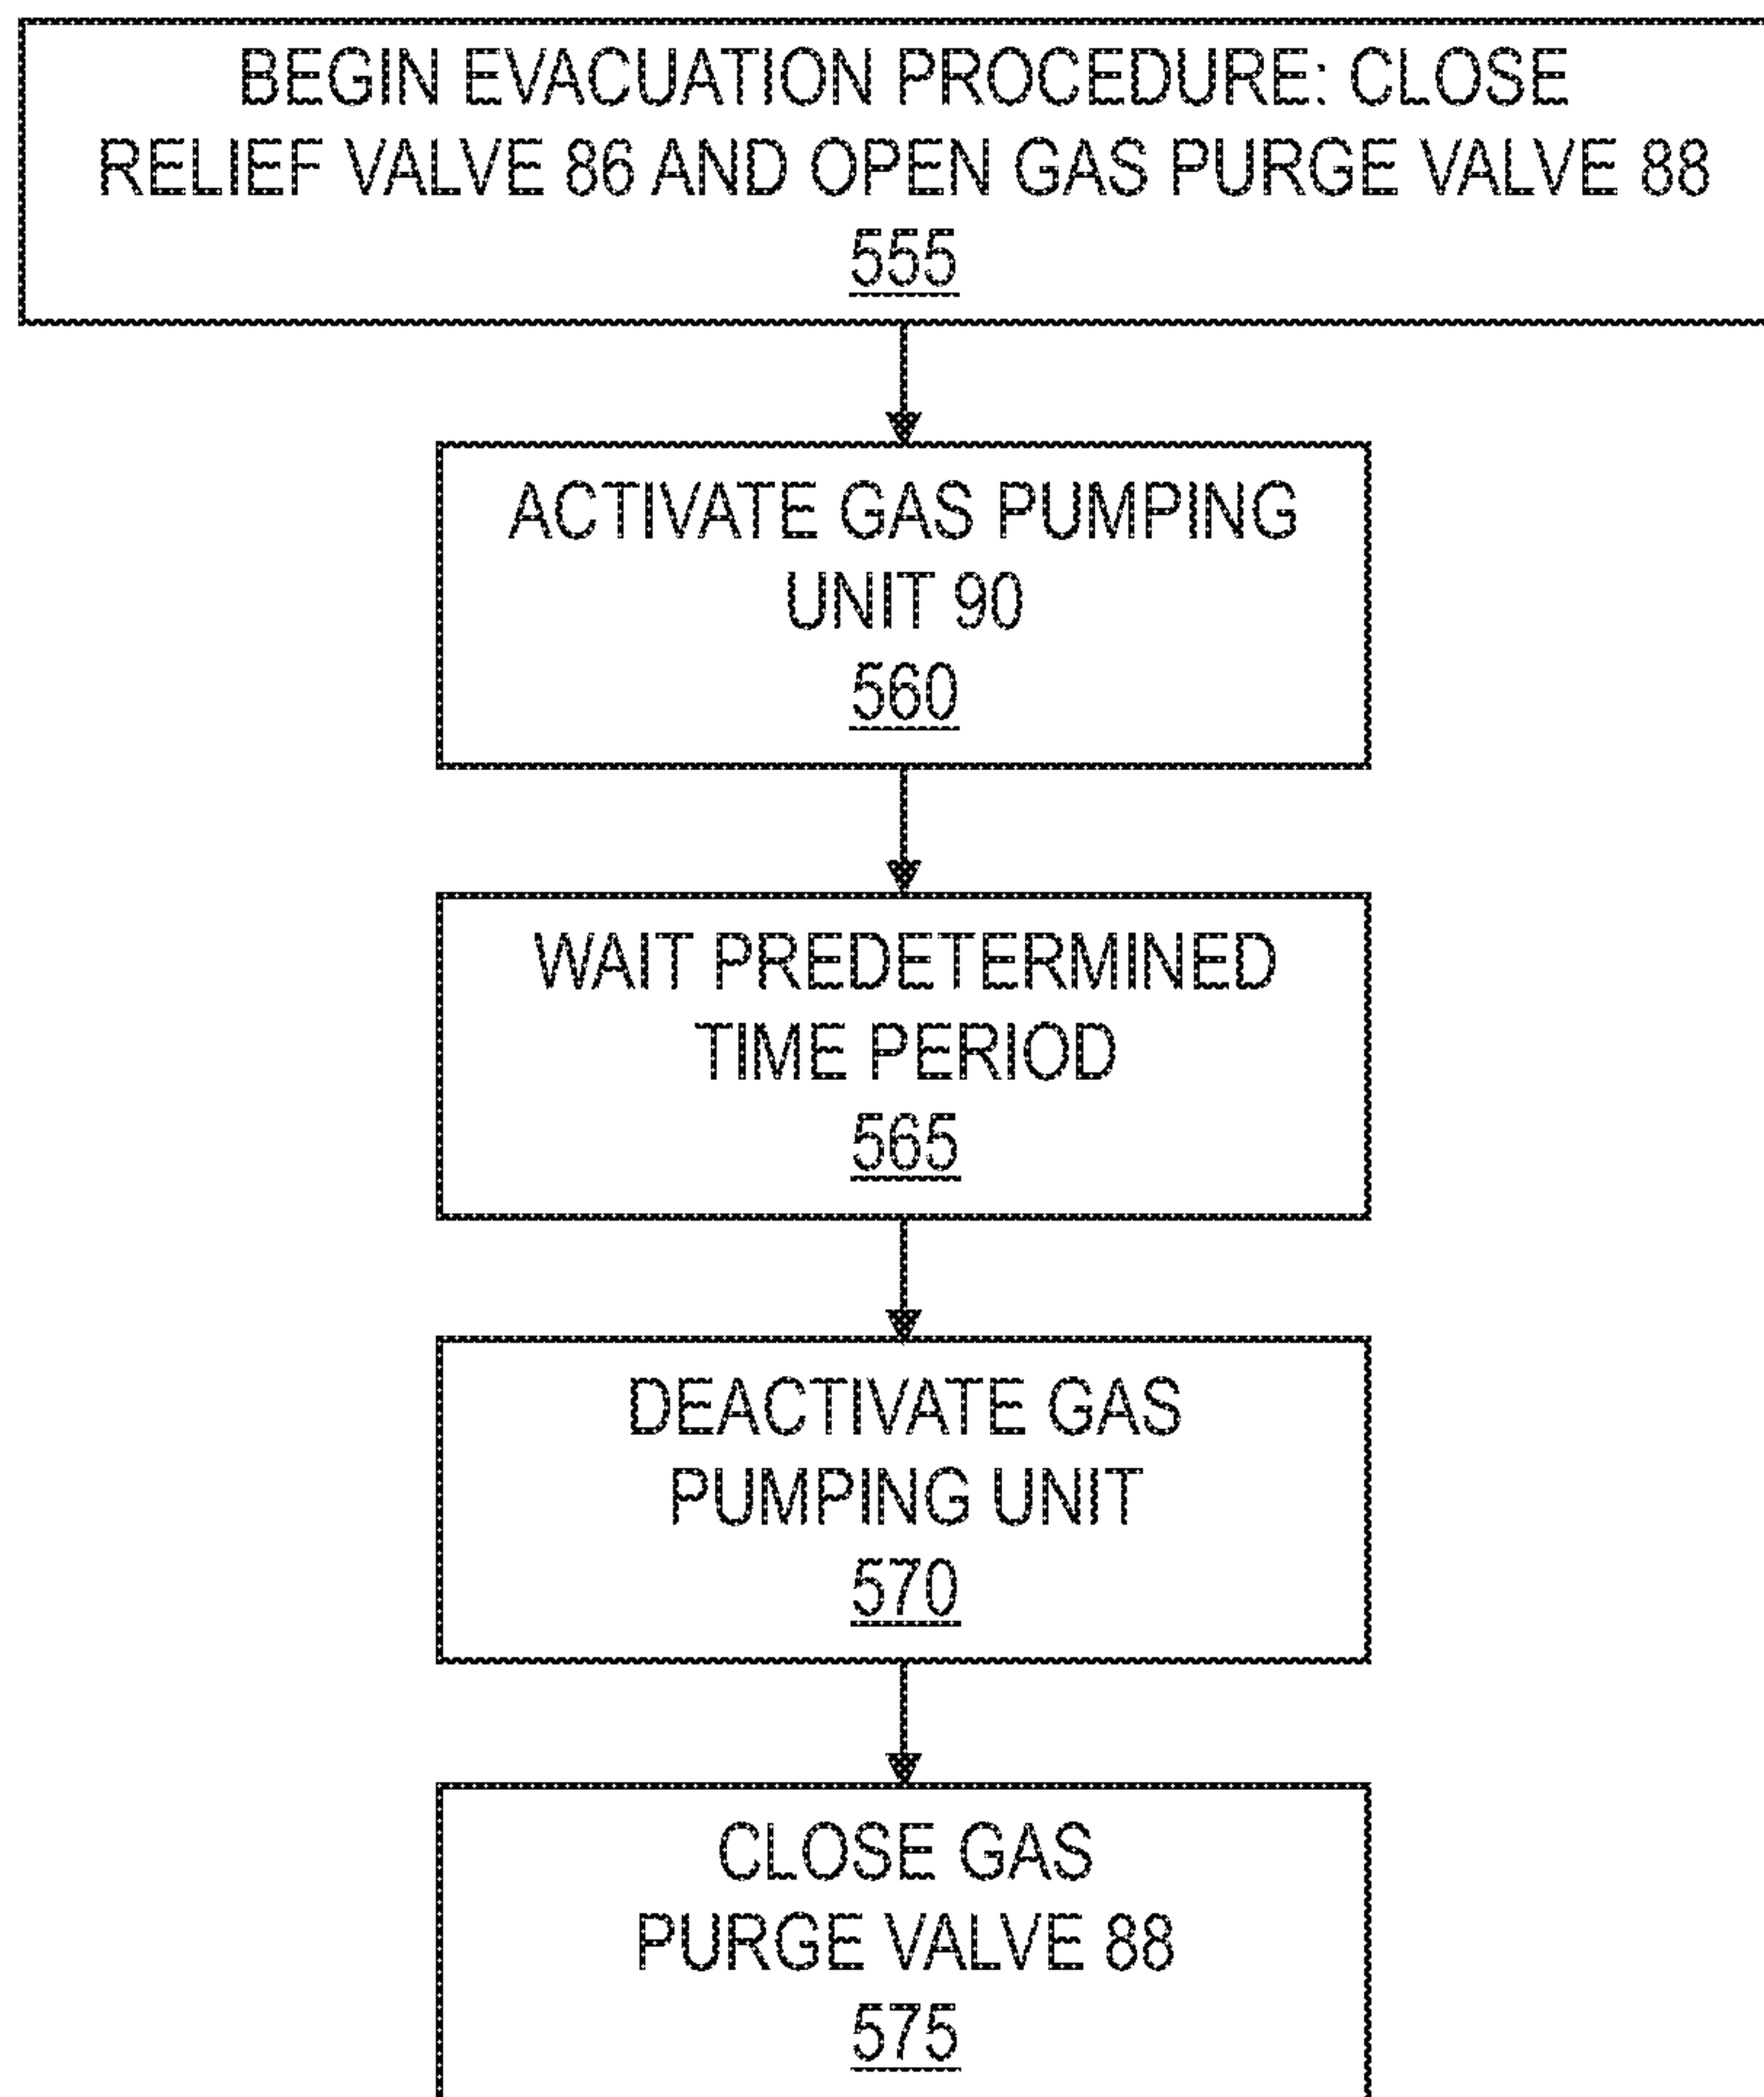 BEGIN EVACUATION PROCEDURE: CLOSE
RELIEF VALVE 86 AND OPEN GAS PURGE VALVE 88
555
ACTIVATE GAS PUMPING
UNIT 90
560
WAIT PREDETERMINED
TIME PERIOD
565
DEACTIVATE GAS
PUMPING UNIT
570
CLOSE GAS
PURGE VALVE 88
575